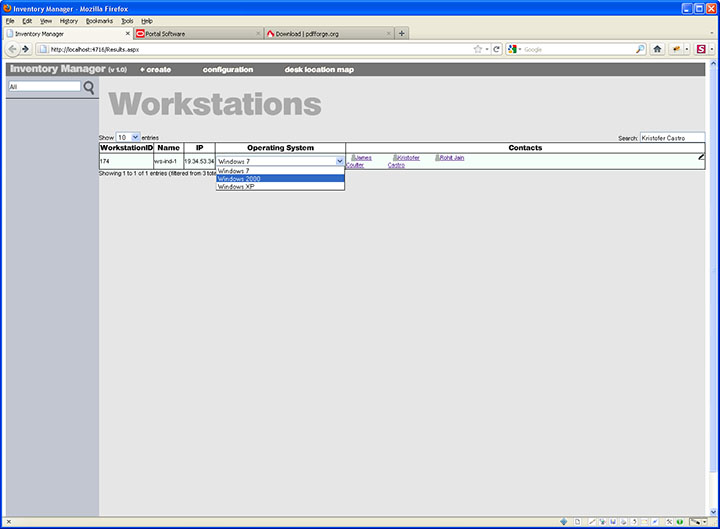 Inventory Manager - Mozilla Firefox
File Edit View History Bookmarks Tools Help
Inventory Manager Portal Software Download | pdfforge.org
http://localhost:4716/Results.aspx Google
Inventory Manager (v 1.0) + create configuration desk location map
All
Workstations
Show 10 entries Search: Kristofer Castro
WorkstationID Name IP Operating System Contacts
174 ws-ind-1 19.34.53.34 Windows 7 James Coulter Kristofer Castro Rohit Jain
Windows 7
Windows 2000
Windows XP
Showing 1 to 1 of 1 entries (filtered from 3 tota